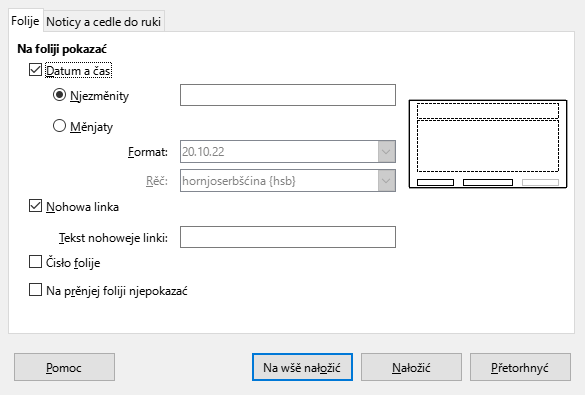 Folije
Noticy a cedle do ruki
Na foliji pokazać
Datum a čas
Njezměnity
Měnjaty
Format:
20.10.22
Rěč:
hornjoserbšćina {hsb}
Nohowa linka
Tekst nohoweje linki:
Čisło folije
Na prěnjej foliji njepokazać
Pomoc
Na wšě nałožić
Nałožić
Přetorhnyć